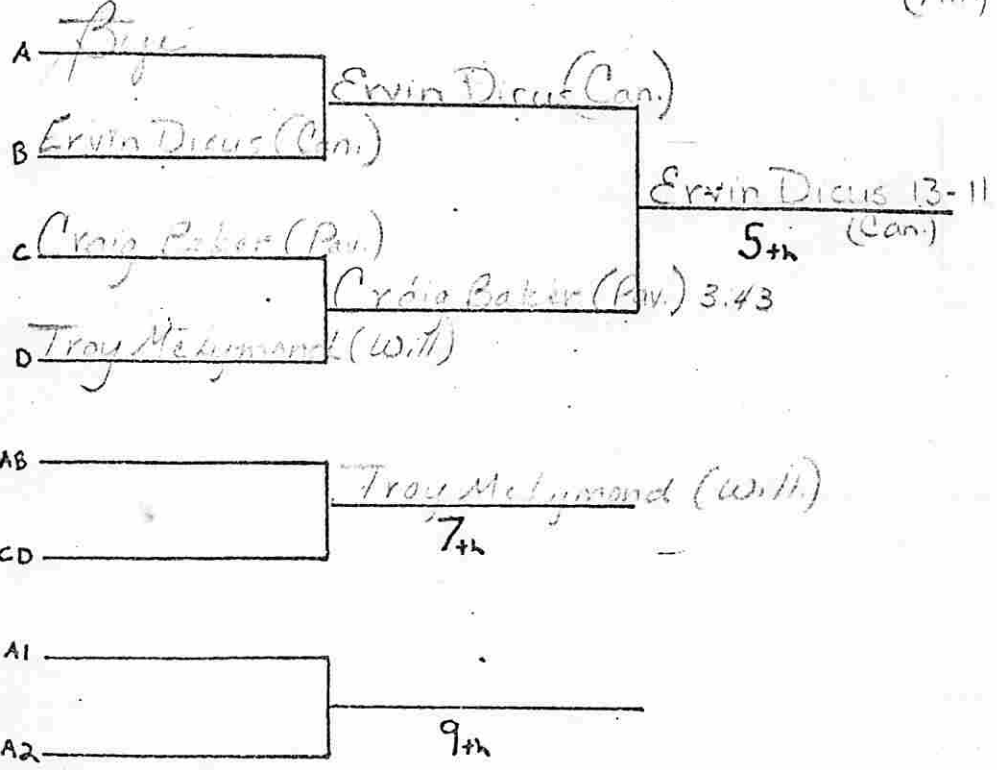 A Bye
Ervin Dicus (Can.)
B Ervin Dicus (Can.)
Ervin Dicus 13-11
(Can.)
5th
C Craig Baker (Pav.)
Craig Baker (Pav.) 3:43
D Troy (Will)
AB
Troy (Will.)
7th
CD
A1
9th
A2